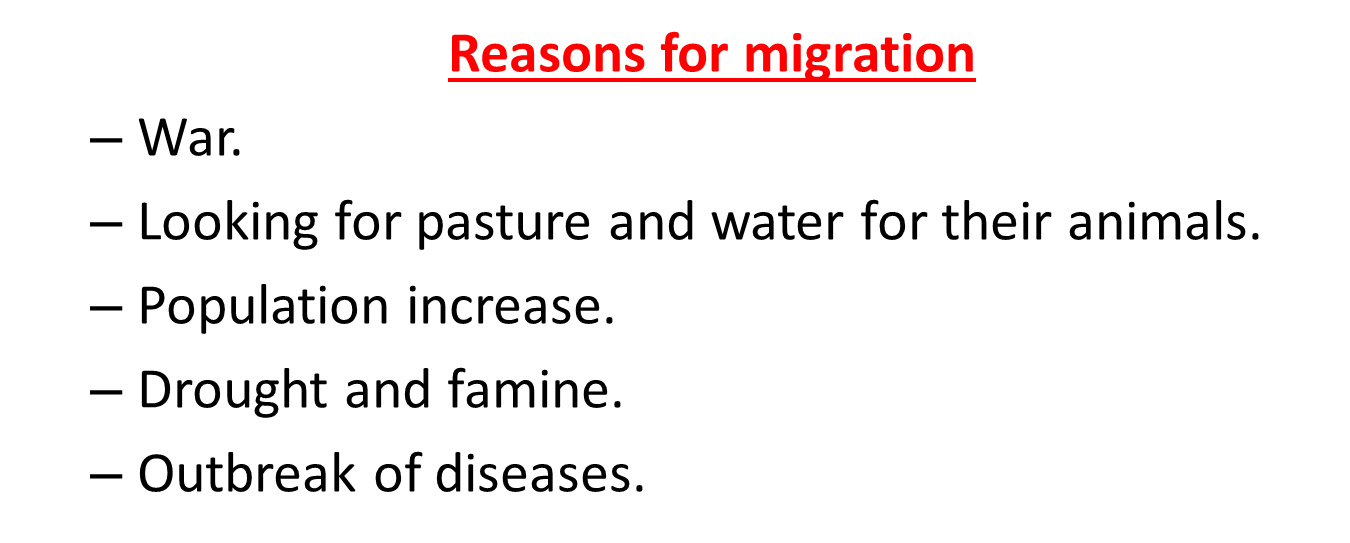 Reasons for migration
– War.
– Looking for pasture and water for their animals.
– Population increase.
– Drought and famine.
– Outbreak of diseases.